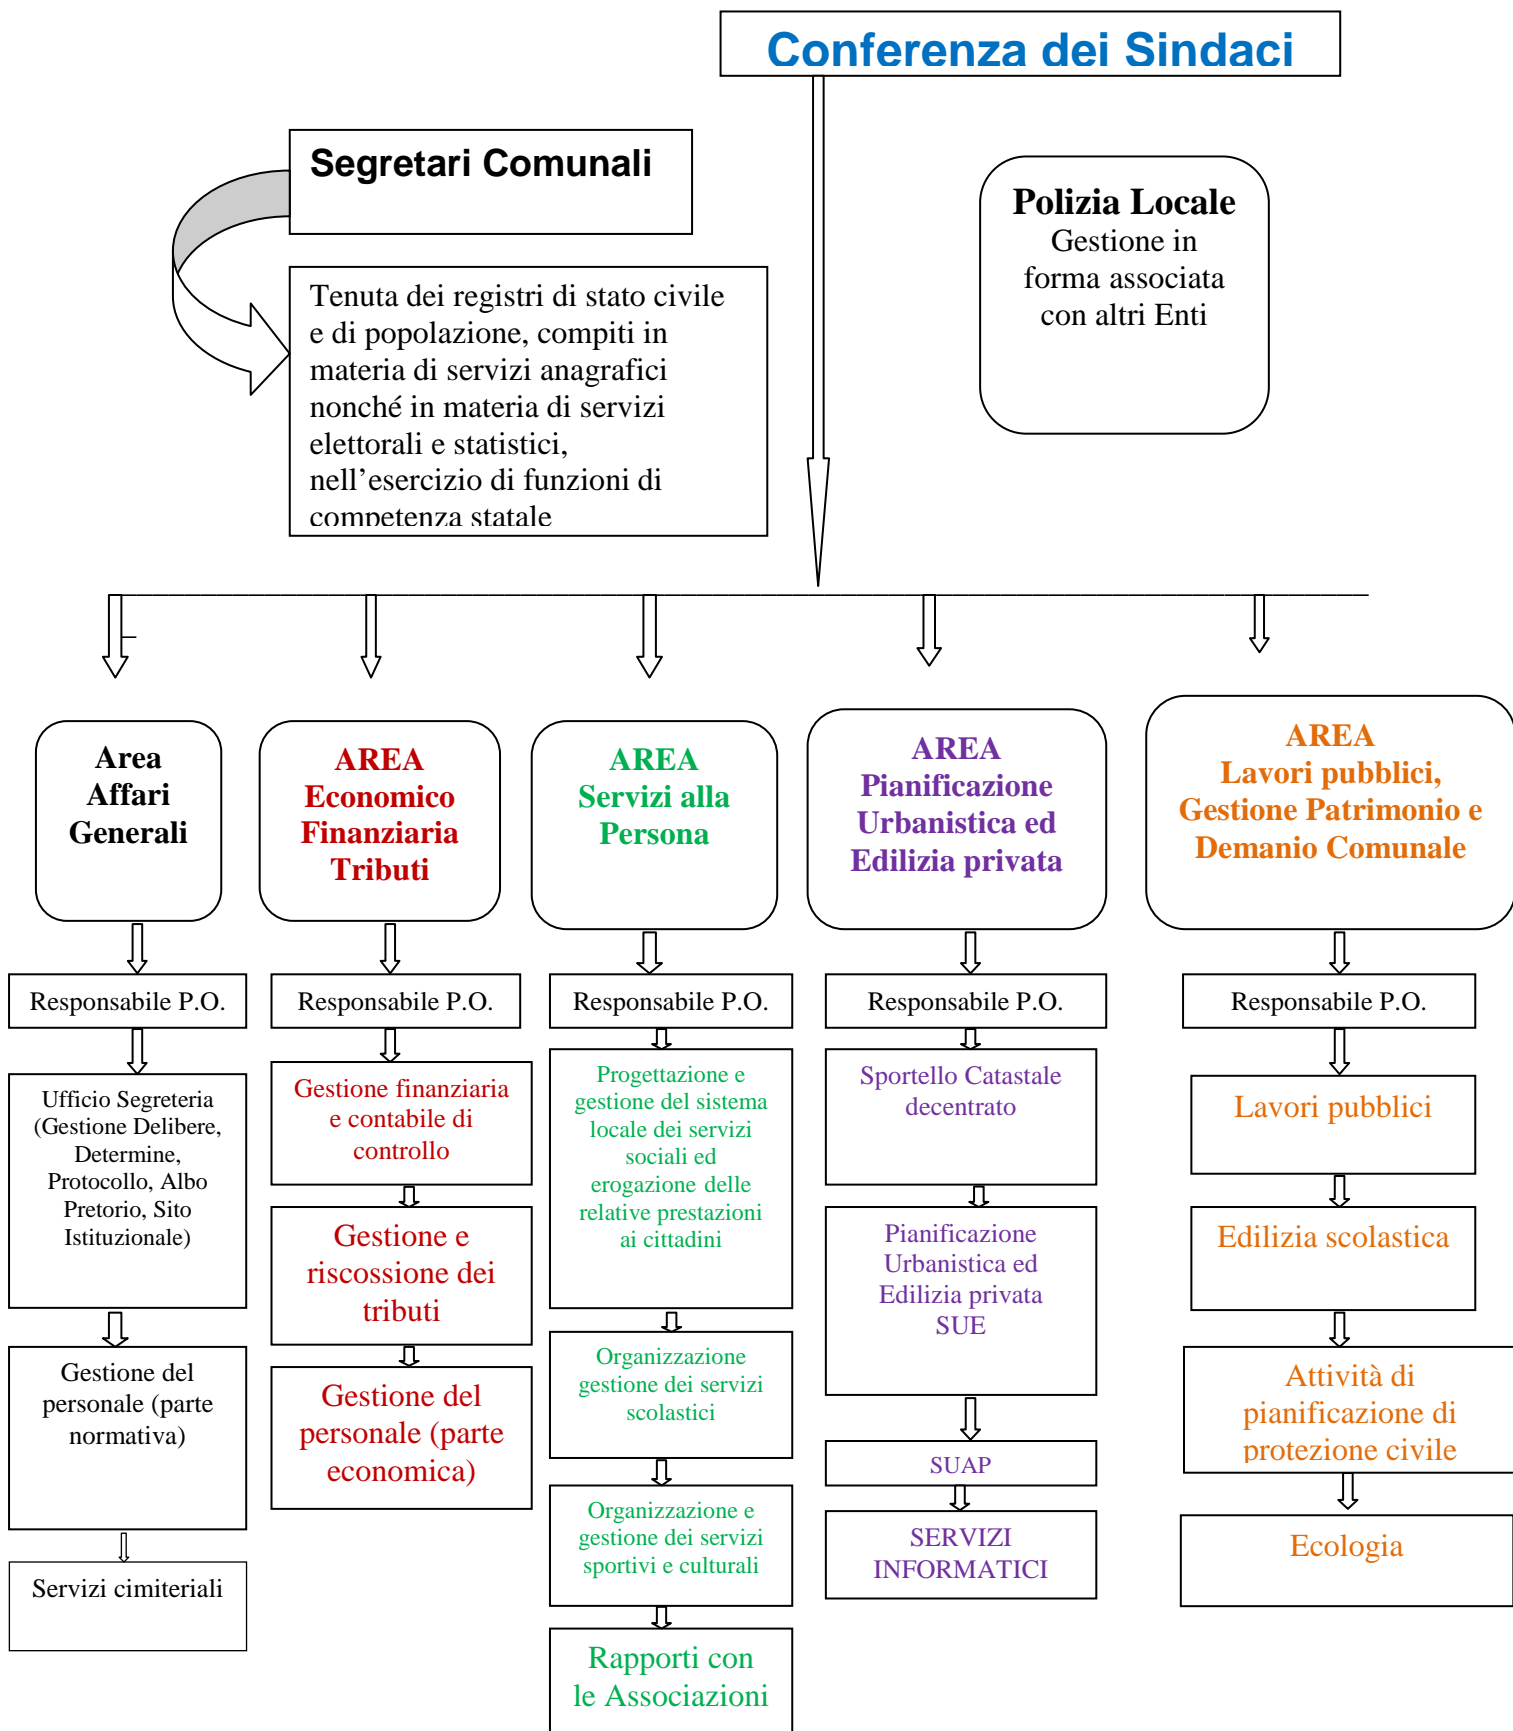 Conferenza dei Sindaci
Segretari Comunali
Polizia Locale
Gestione in
forma associata
con altri Enti
Tenuta dei registri di stato civile
e di popolazione, compiti in
materia di servizi anagrafici
nonché in materia di servizi
elettorali e statistici,
nell’esercizio di funzioni di
competenza statale
Area
Affari
Generali
AREA
Economico
Finanziaria
Tributi
AREA
Servizi alla
Persona
AREA
Pianificazione
Urbanistica ed
Edilizia privata
AREA
Lavori pubblici,
Gestione Patrimonio e
Demanio Comunale
Responsabile P.O.
Responsabile P.O.
Responsabile P.O.
Responsabile P.O.
Responsabile P.O.
Ufficio Segreteria
(Gestione Delibere,
Determine,
Protocollo, Albo
Pretorio, Sito
Istituzionale)
Gestione del
personale (parte
normativa)
Servizi cimiteriali
Gestione finanziaria
e contabile di
controllo
Gestione e
riscossione dei
tributi
Gestione del
personale (parte
economica)
Progettazione e
gestione del sistema
locale dei servizi
sociali ed
erogazione delle
relative prestazioni
ai cittadini
Organizzazione
gestione dei servizi
scolastici
Organizzazione e
gestione dei servizi
sportivi e culturali
Rapporti con
le Associazioni
Sportello Catastale
decentrato
Pianificazione
Urbanistica ed
Edilizia privata
SUE
SUAP
SERVIZI
INFORMATICI
Lavori pubblici
Edilizia scolastica
Attività di
pianificazione di
protezione civile
Ecologia